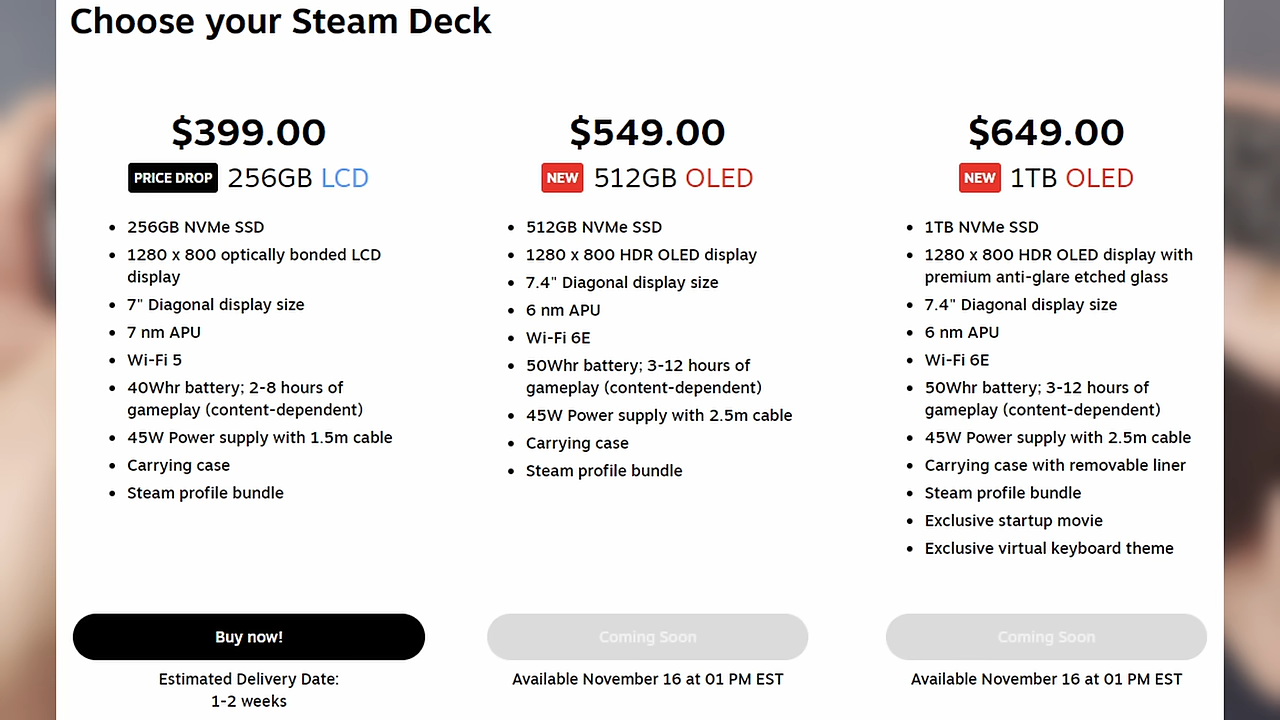 Choose your Steam Deck
$399.00
PRICE DROP 256GB LCD
256GB NVMe SSD
1280 x 800 optically bonded LCD
display
7" Diagonal display size
7 nm APU
Wi-Fi 5
40Whr battery; 2-8 hours of
gameplay (content-dependent)
45W Power supply with 1.5m cable
Carrying case
Steam profile bundle
Buy now!
Estimated Delivery Date:
1-2 weeks
$549.00
NEW 512GB OLED
512GB NVMe SSD
1280 x 800 HDR OLED display
7.4" Diagonal display size
6 nm APU
Wi-Fi 6E
50Whr battery; 3-12 hours of
gameplay (content-dependent)
45W Power supply with 2.5m cable
Carrying case
Steam profile bundle
Coming Soon
Available November 16 at 01 PM EST
$649.00
NEW 1TB OLED
1TB NVMe SSD
1280 x 800 HDR OLED display with
premium anti-glare etched glass
7.4" Diagonal display size
6 nm APU
Wi-Fi 6E
50Whr battery; 3-12 hours of
gameplay (content-dependent)
45W Power supply with 2.5m cable
Carrying case with removable liner
Steam profile bundle
Exclusive startup movie
Exclusive virtual keyboard theme
Coming Soon
Available November 16 at 01 PM EST